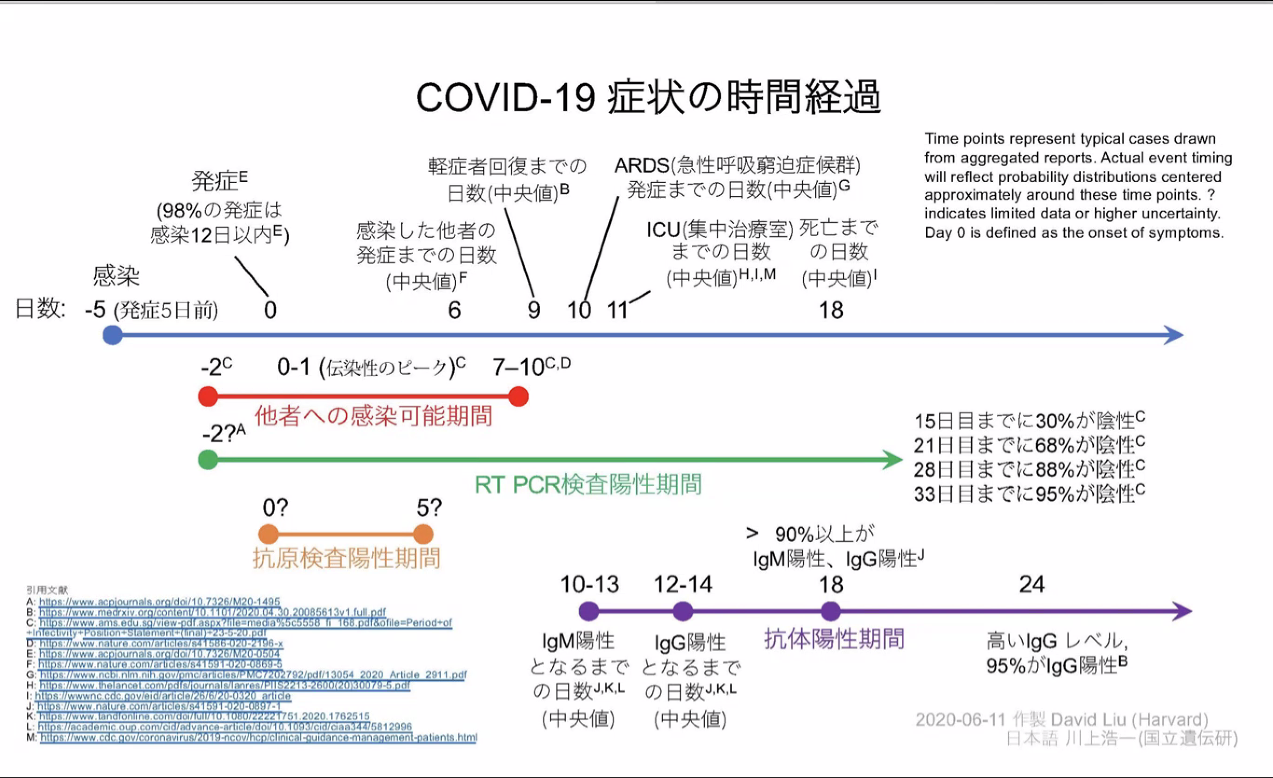 COVID-19 症状の時間経過
Time points represent typical cases drawn
from aggregated reports. Actual event timing
will reflect probability distributions centered
approximately around these time points. ?
indicates limited data or higher uncertainty.
Day 0 is defined as the onset of symptoms.
発症E
(98%の発症は
感染12日以内E)
軽症者回復までの
日数(中央値)B
ARDS(急性呼吸窮迫症候群)
発症までの日数(中央値)G
感染した他者の
発症までの日数
(中央値)F
ICU(集中治療室)
までの日数
(中央値)H,I,M
死亡まで
の日数
(中央値)I
感染
日数: -5 (発症5日前) 0 6 9 10 11 18
-2C 0-1 (伝染性のピーク)C 7–10C,D
他者への感染可能期間
-2?A
RT PCR検査陽性期間
15日目までに30%が陰性C
21日目までに68%が陰性C
28日目までに88%が陰性C
33日目までに95%が陰性C
0? 5?
抗原検査陽性期間
> 90%以上が
IgM陽性、IgG陽性J
10-13 12-14 18 24
IgM陽性
となるまで
の日数J,K,L
(中央値)
IgG陽性
となるまで
の日数J,K,L
(中央値)
抗体陽性期間
高いIgG レベル,
95%がIgG陽性B
引用文献
A: https://www.acpjournals.org/doi/10.7326/M20-1495
B: https://www.medrxiv.org/content/10.1101/2020.04.30.20085613v1.full.pdf
C: https://www.ams.edu.sg/view-pdf.aspx?file=media%5c5558_fi_168.pdf&ofile=Period+of
+Infectivity+Position+Statement+(final)+23-5-20.pdf
D: https://www.nature.com/articles/s41586-020-2196-x
E: https://www.acpjournals.org/doi/10.7326/M20-0504
F: https://www.nature.com/articles/s41591-020-0869-5
G: https://www.ncbi.nlm.nih.gov/pmc/articles/PMC7202792/pdf/13054_2020_Article_2911.pdf
H: https://www.thelancet.com/pdfs/journals/lanres/PIIS2213-2600(20)30079-5.pdf
I: https://wwwnc.cdc.gov/eid/article/26/6/20-0320_article
J: https://www.nature.com/articles/s41591-020-0897-1
K: https://www.tandfonline.com/doi/full/10.1080/22221751.2020.1762515
L: https://academic.oup.com/cid/advance-article/doi/10.1093/cid/ciaa344/5812996
M: https://www.cdc.gov/coronavirus/2019-ncov/hcp/clinical-guidance-management-patients.html
2020-06-11 作製 David Liu (Harvard)
日本語 川上浩一(国立遺伝研)